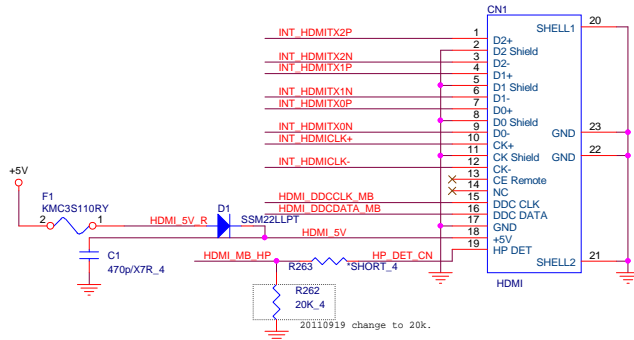 CN1
SHELL1 20
INT_HDMITX2P 1 D2+
2 D2 Shield
INT_HDMITX2N 3 D2-
INT_HDMITX1P 4 D1+
5 D1 Shield
INT_HDMITX1N 6 D1-
INT_HDMITX0P 7 D0+
8 D0 Shield
INT_HDMITX0N 9 D0- GND 23
INT_HDMICLK+ 10 CK+
11 CK Shield GND 22
INT_HDMICLK- 12 CK-
13 CE Remote
14 NC
HDMI_DDCCLK_MB 15 DDC CLK
HDMI_DDCDATA_MB 16 DDC DATA
17 GND
HDMI_5V 18 +5V
19 HP DET
SHELL2 21
HDMI
+5V
F1
KMC3S110RY
2 1
HDMI_5V_R
D1
SSM22LLPT
C1
470p/X7R_4
HDMI_MB_HP
R263
*SHORT_4
HP_DET_CN
R262
20K_4
20110919 change to 20k.